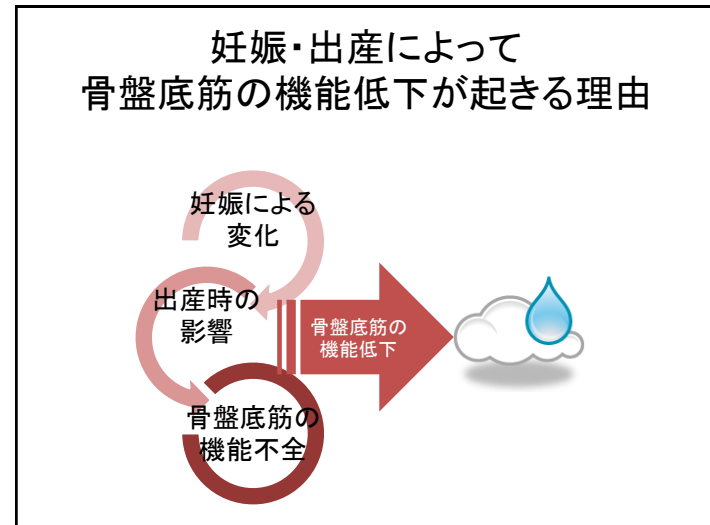 妊娠・出産によって
骨盤底筋の機能低下が起きる理由
妊娠による
変化
出産時の
影響
骨盤底筋の
機能不全
骨盤底筋の
機能低下